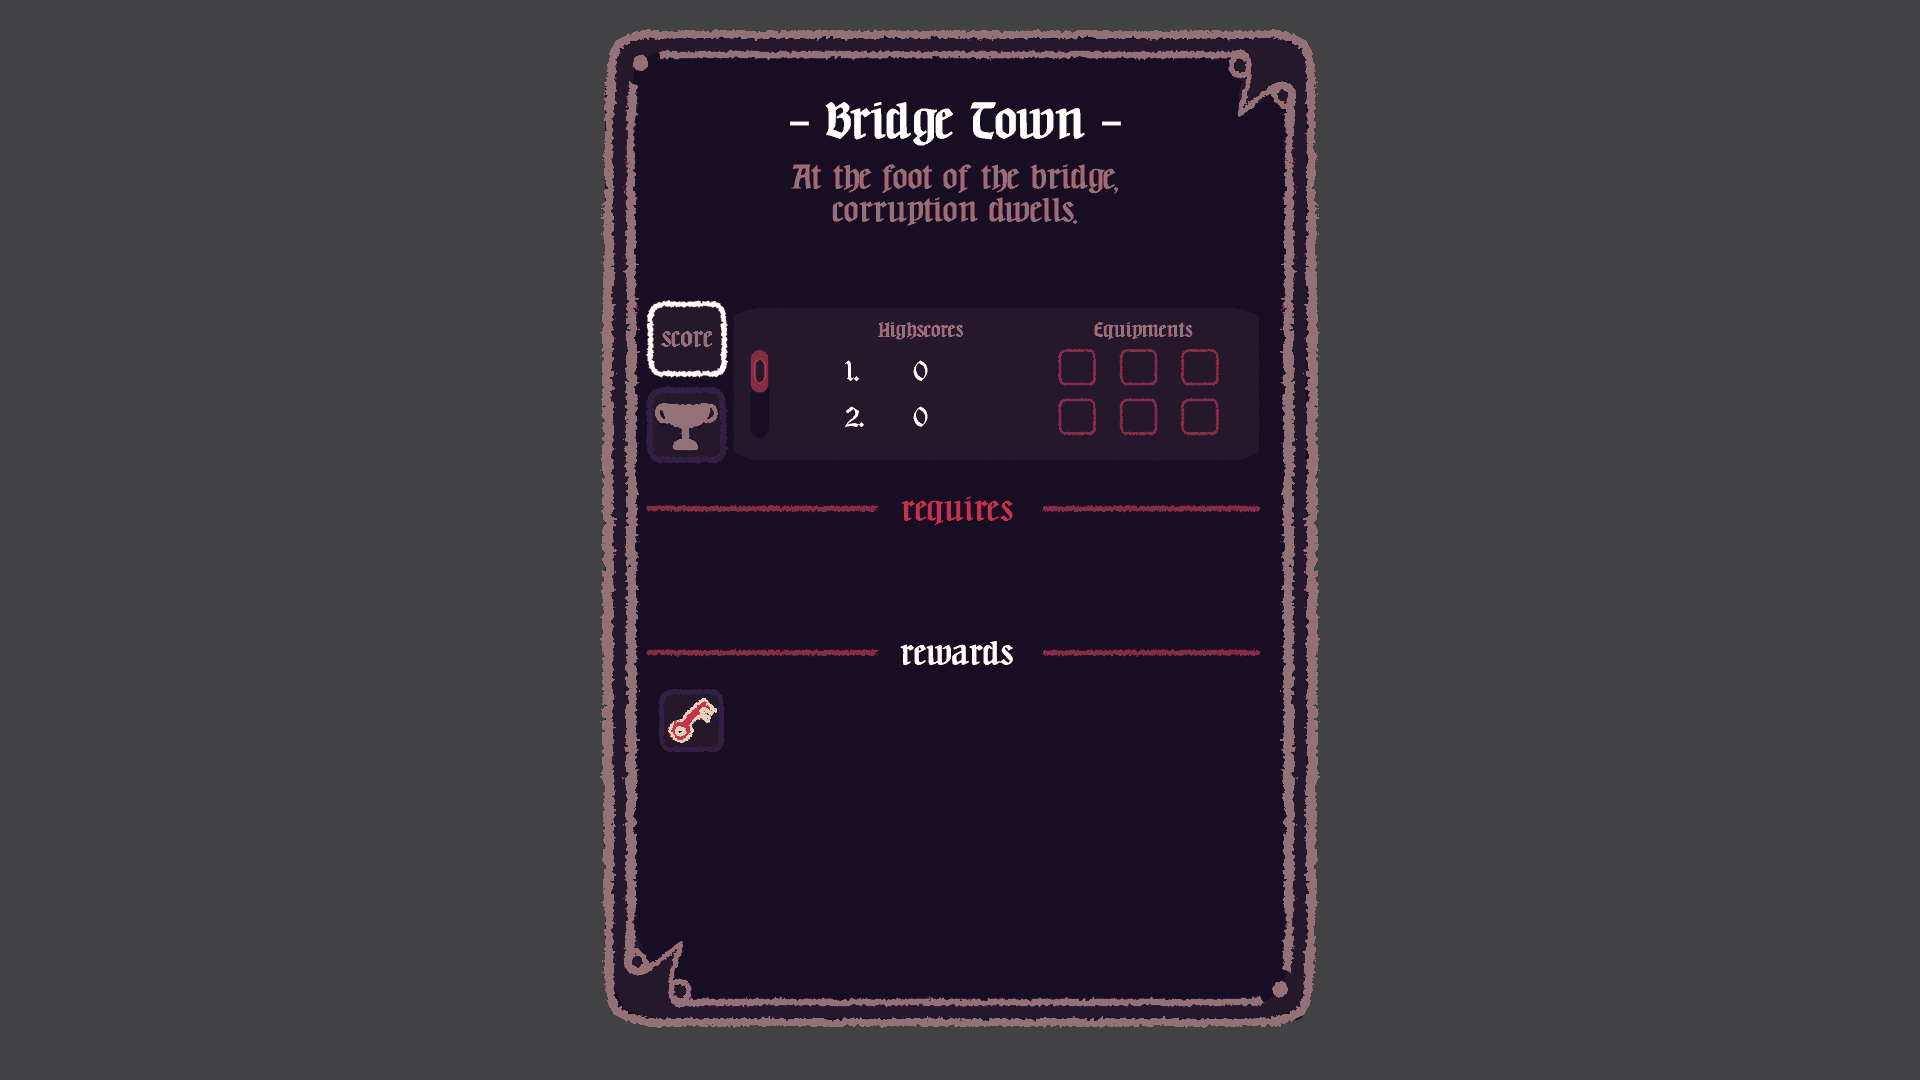 - Bridge Town -
At the foot of the bridge,
corruption dwells.
score
Highscores Equipments
1. 0
2. 0
requires
rewards